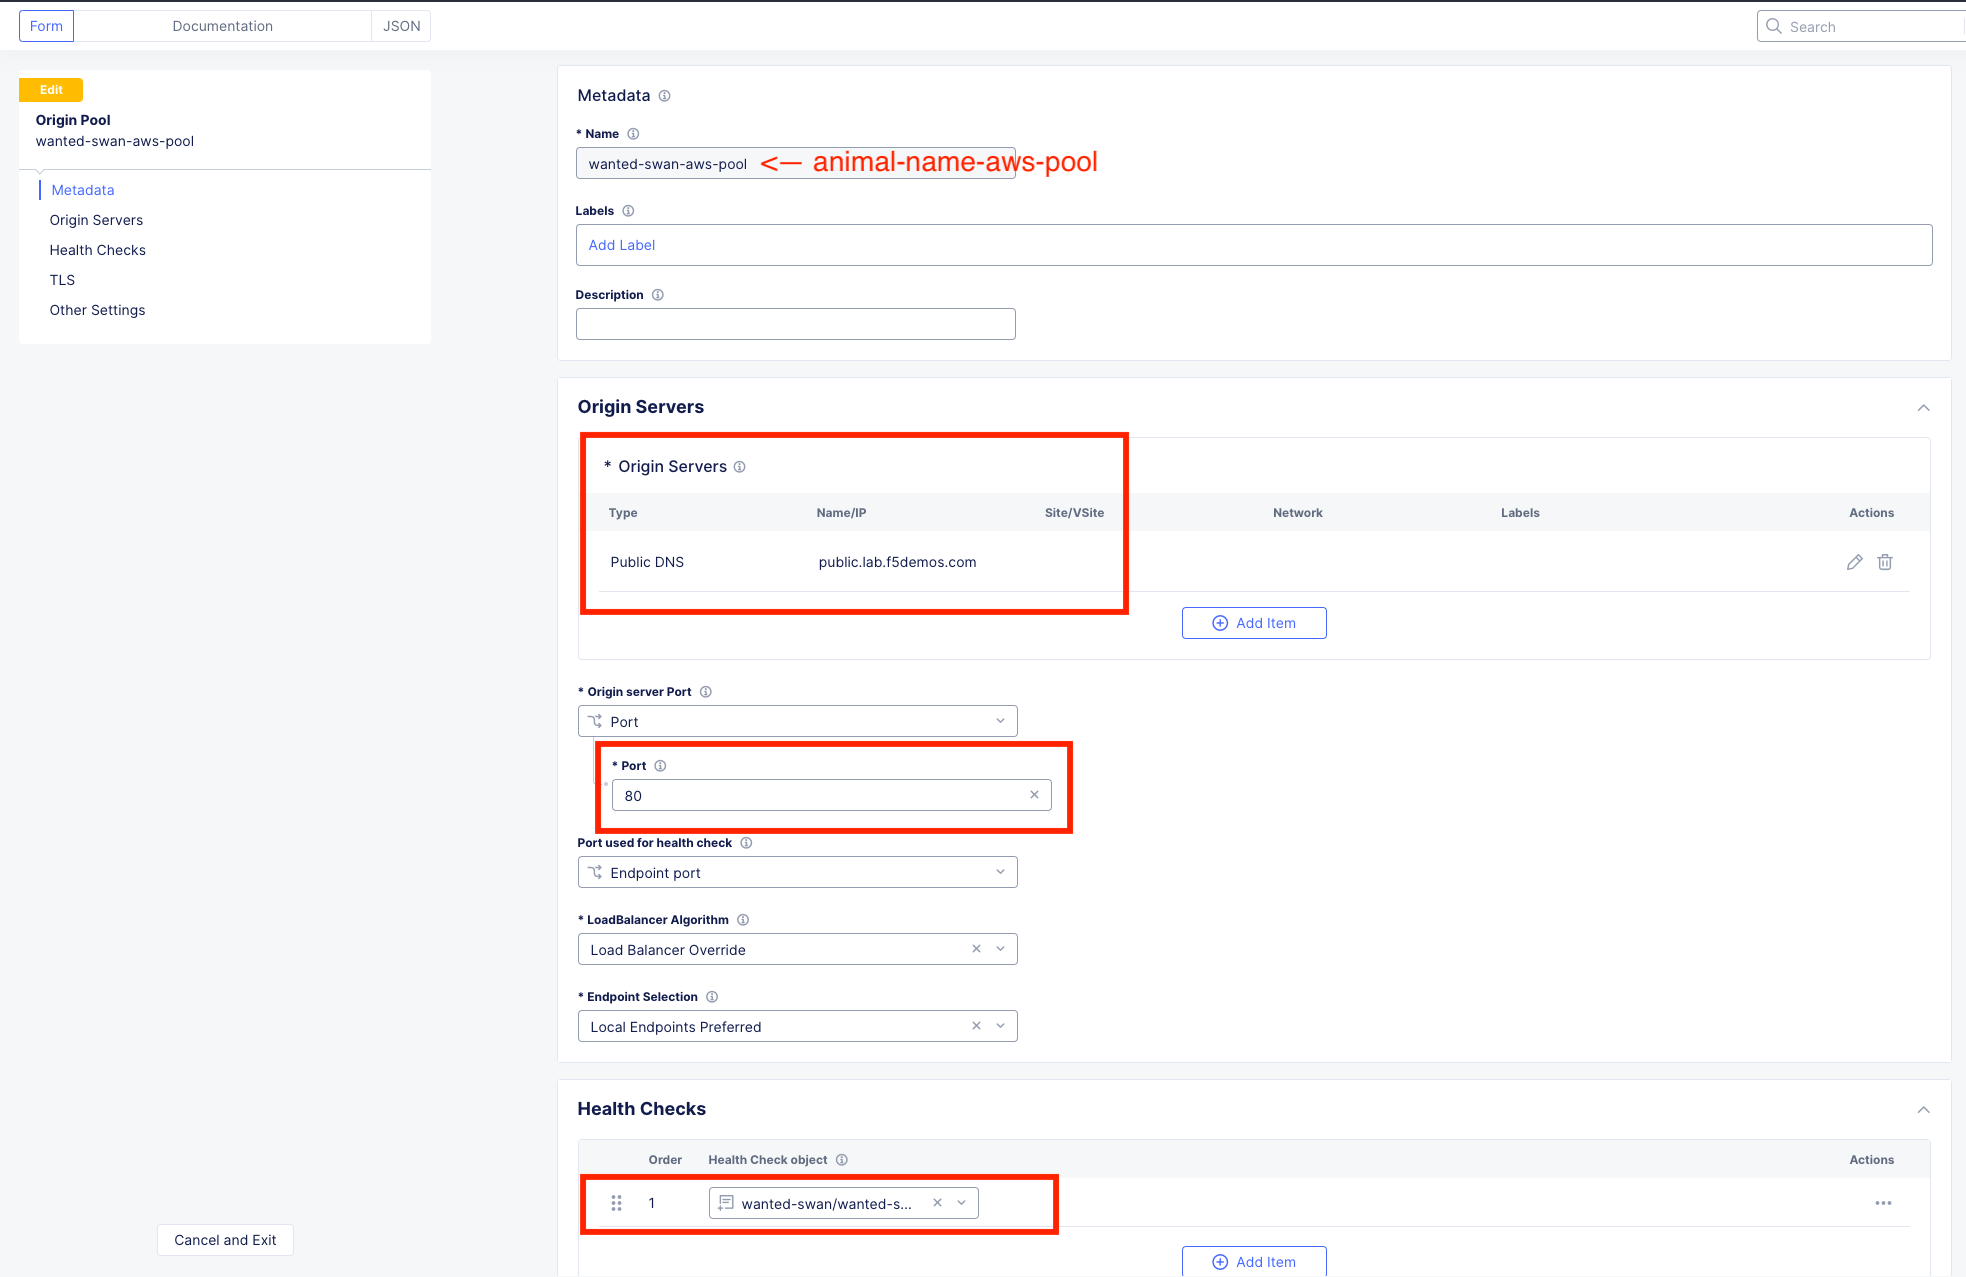 Form Documentation JSON Search
Edit
Origin Pool
wanted-swan-aws-pool
Metadata
Origin Servers
Health Checks
TLS
Other Settings
Cancel and Exit
Metadata
* Name
wanted-swan-aws-pool <— animal-name-aws-pool
Labels
Add Label
Description
Origin Servers
* Origin Servers
Type Name/IP Site/VSite Network Labels Actions
Public DNS public.lab.f5demos.com
Add Item
* Origin server Port
Port
* Port
80
Port used for health check
Endpoint port
* LoadBalancer Algorithm
Load Balancer Override
* Endpoint Selection
Local Endpoints Preferred
Health Checks
Order Health Check object Actions
1 wanted-swan/wanted-s...
Add Item